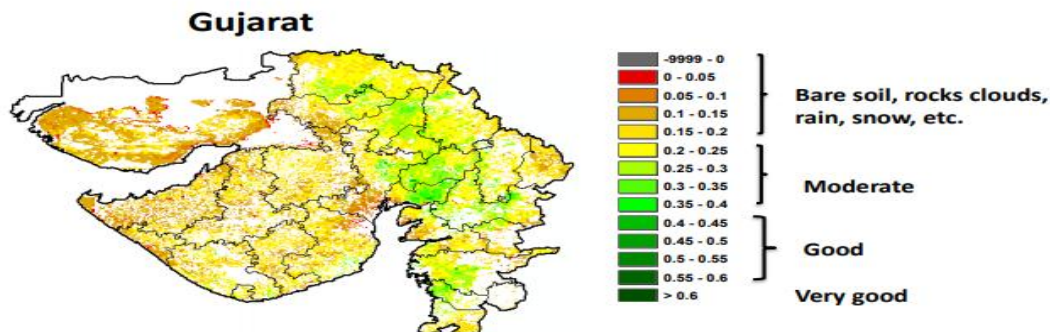 Gujarat
-9999 - 0
0 - 0.05
0.05 - 0.1
0.1 - 0.15
0.15 - 0.2
0.2 - 0.25
0.25 - 0.3
0.3 - 0.35
0.35 - 0.4
0.4 - 0.45
0.45 - 0.5
0.5 - 0.55
0.55 - 0.6
> 0.6
Bare soil, rocks clouds,
rain, snow, etc.
Moderate
Good
Very good